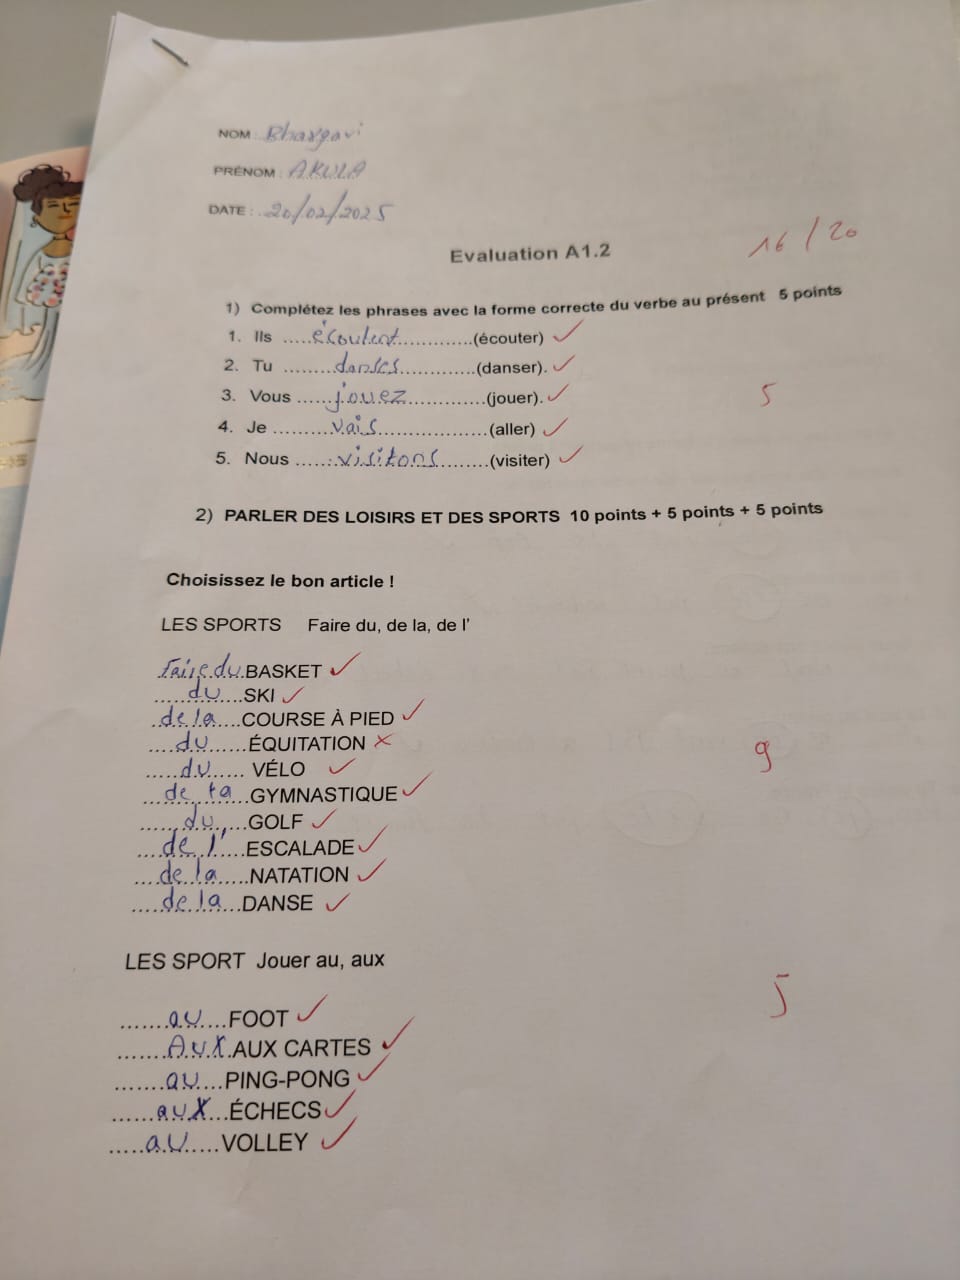 NOM : Bhargavi
PRÉNOM : AKULA
DATE : 20/02/2025
Evaluation A1.2
16/20
1) Complétez les phrases avec la forme correcte du verbe au présent 5 points
1. Ils .....écoutent.............(écouter)
2. Tu ........danses.............(danser).
3. Vous ......jouez.............(jouer).
5
4. Je .........vais...................(aller)
5. Nous .......visitons........(visiter)
2) PARLER DES LOISIRS ET DES SPORTS 10 points + 5 points + 5 points
Choisissez le bon article !
LES SPORTS Faire du, de la, de l'
Faire du BASKET
.....du....SKI
de la....COURSE À PIED
....du......ÉQUITATION
9
.....du..... VÉLO
...de la...GYMNASTIQUE
......du....GOLF
....de l'....ESCALADE
....de la.....NATATION
.....de la...DANSE
LES SPORT Jouer au, aux
5
.......au....FOOT
.......Aux.AUX CARTES
.......au....PING-PONG
......aux...ÉCHECS
.....au.....VOLLEY